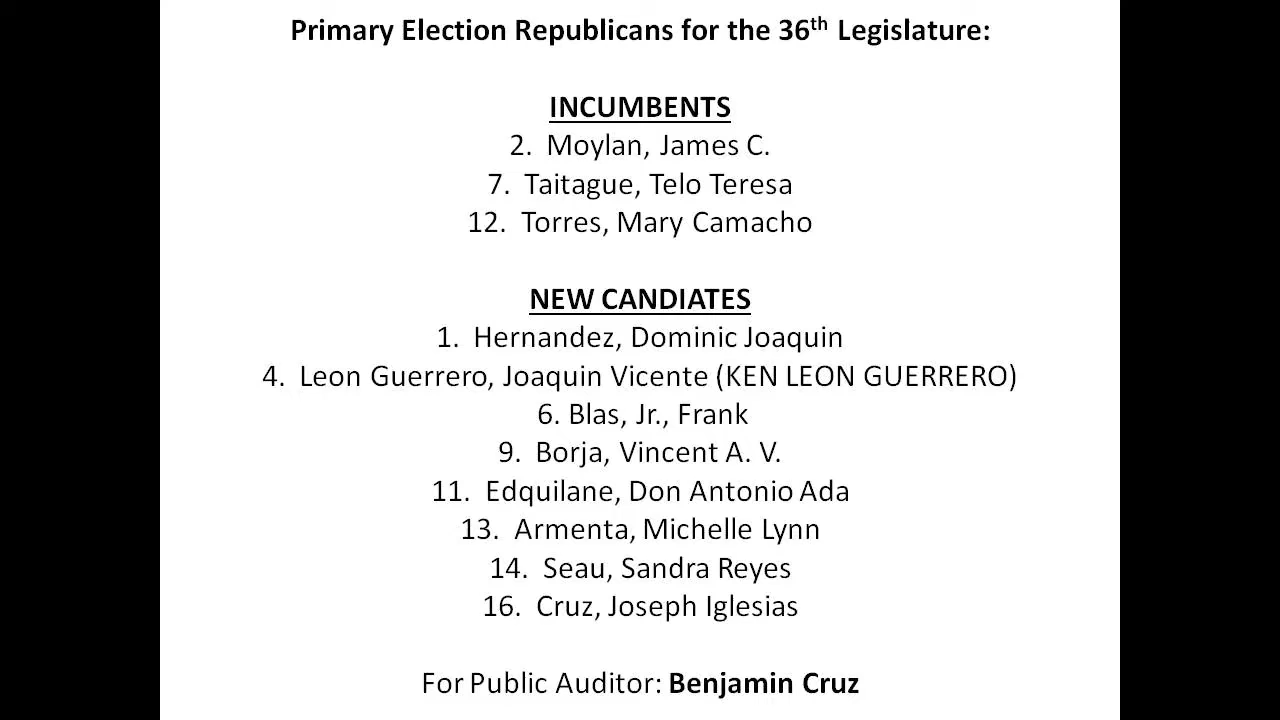 Primary Election Republicans for the 36th Legislature:
INCUMBENTS
2. Moylan, James C.
7. Taitague, Telo Teresa
12. Torres, Mary Camacho
NEW CANDIATES
1. Hernandez, Dominic Joaquin
4. Leon Guerrero, Joaquin Vicente (KEN LEON GUERRERO)
6. Blas, Jr., Frank
9. Borja, Vincent A. V.
11. Edquilane, Don Antonio Ada
13. Armenta, Michelle Lynn
14. Seau, Sandra Reyes
16. Cruz, Joseph Iglesias
For Public Auditor: Benjamin Cruz